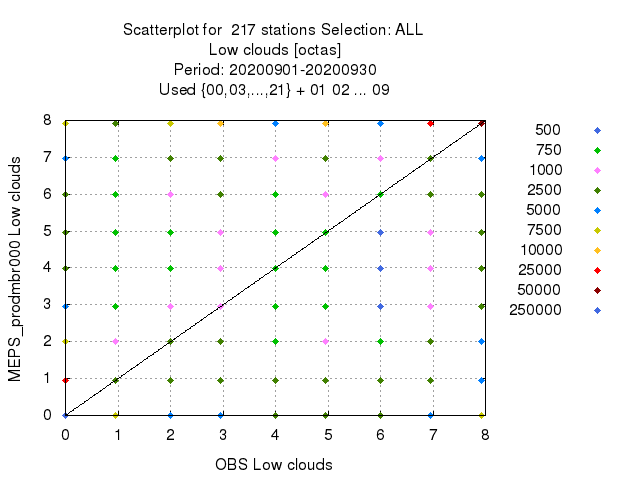 Scatterplot for  217 stations Selection: ALL
Low clouds [octas]
Period: 20200901-20200930
Used {00,03,...,21} + 01 02 ... 09
MEPS_prodmbr000 Low clouds
8
7
6
5
4
3
2
1
0
0 1 2 3 4 5 6 7 8
OBS Low clouds
500
750
1000
2500
5000
7500
10000
25000
50000
250000